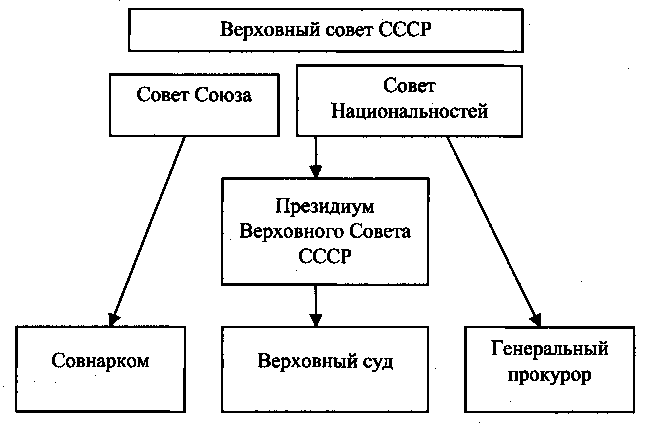 Верховный совет СССР
Совет Союза
Совет
Национальностей
Президиум
Верховного Совета
СССР
Совнарком
Верховный суд
Генеральный
прокурор